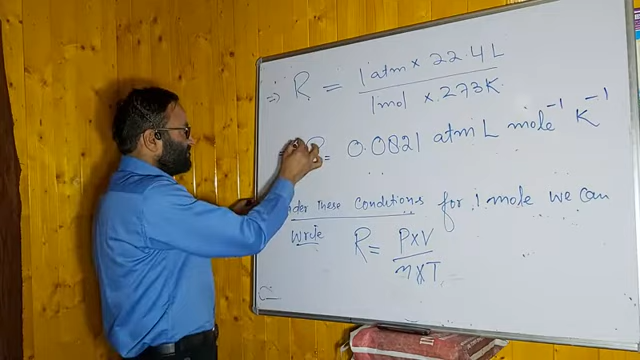 ⇒ R = 1 atm × 22.4 L / 1 mol × 273 K
R = 0.0821 atm L mole⁻¹ K⁻¹
under these conditions for 1 mole we can
write R = P×V / n×T